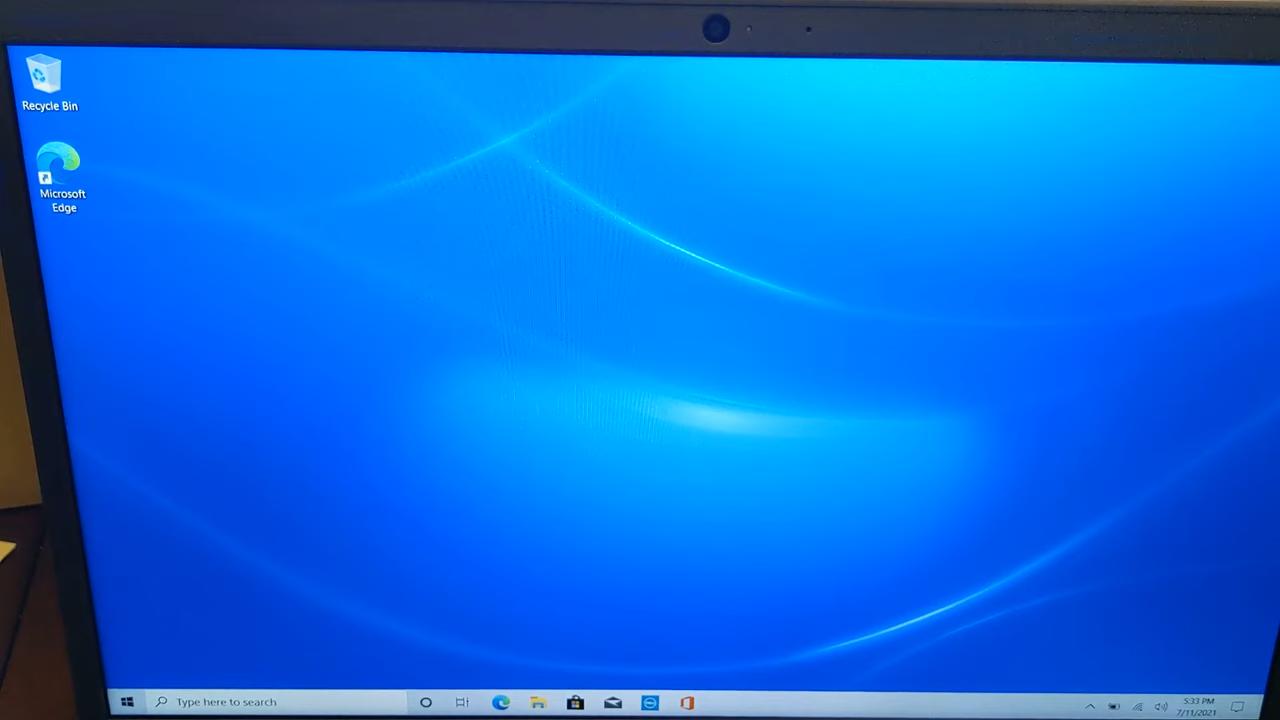 Recycle Bin
Microsoft
Edge
Type here to search
5:33 PM
7/11/2021